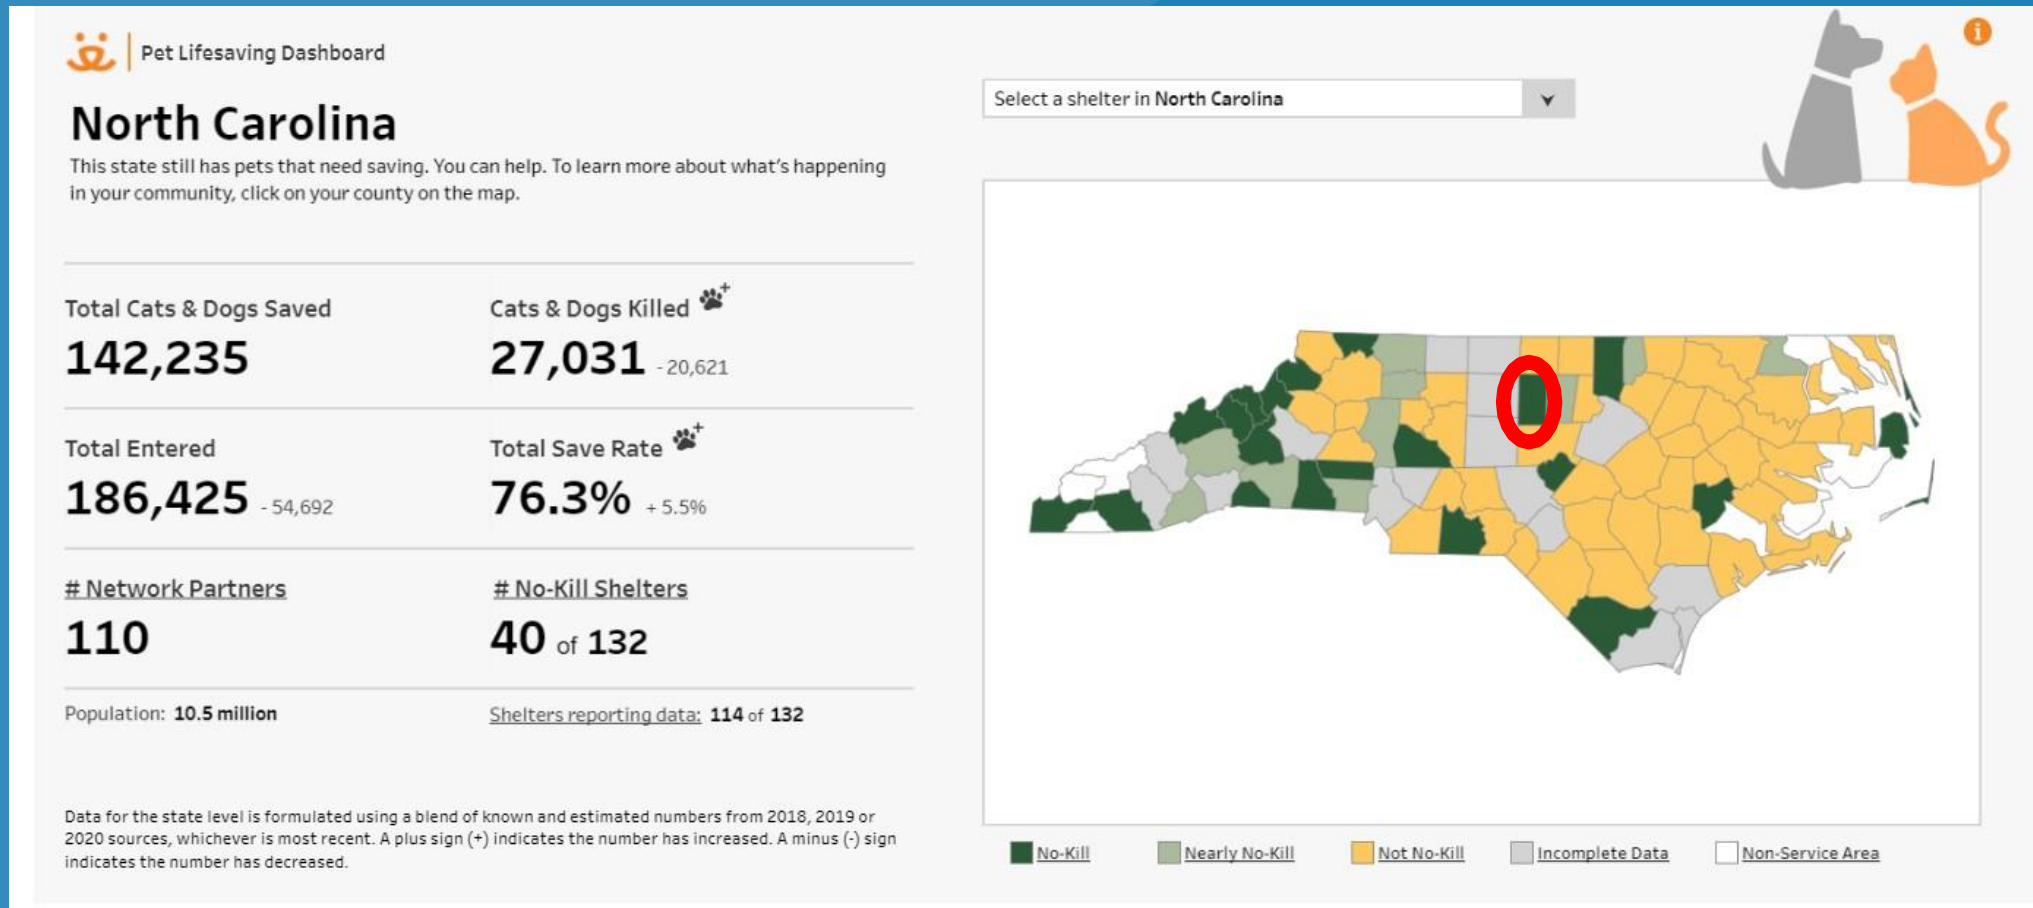 Pet Lifesaving Dashboard
North Carolina
This state still has pets that need saving. You can help. To learn more about what's happening
in your community, click on your county on the map.
Total Cats & Dogs Saved
142,235
Cats & Dogs Killed +
27,031 - 20,621
Total Entered
186,425 - 54,692
Total Save Rate +
76.3% + 5.5%
# Network Partners
110
# No-Kill Shelters
40 of 132
Population: 10.5 million
Shelters reporting data: 114 of 132
Data for the state level is formulated using a blend of known and estimated numbers from 2018, 2019 or
2020 sources, whichever is most recent. A plus sign (+) indicates the number has increased. A minus (-) sign
indicates the number has decreased.
Select a shelter in North Carolina
i
No-Kill
Nearly No-Kill
Not No-Kill
Incomplete Data
Non-Service Area